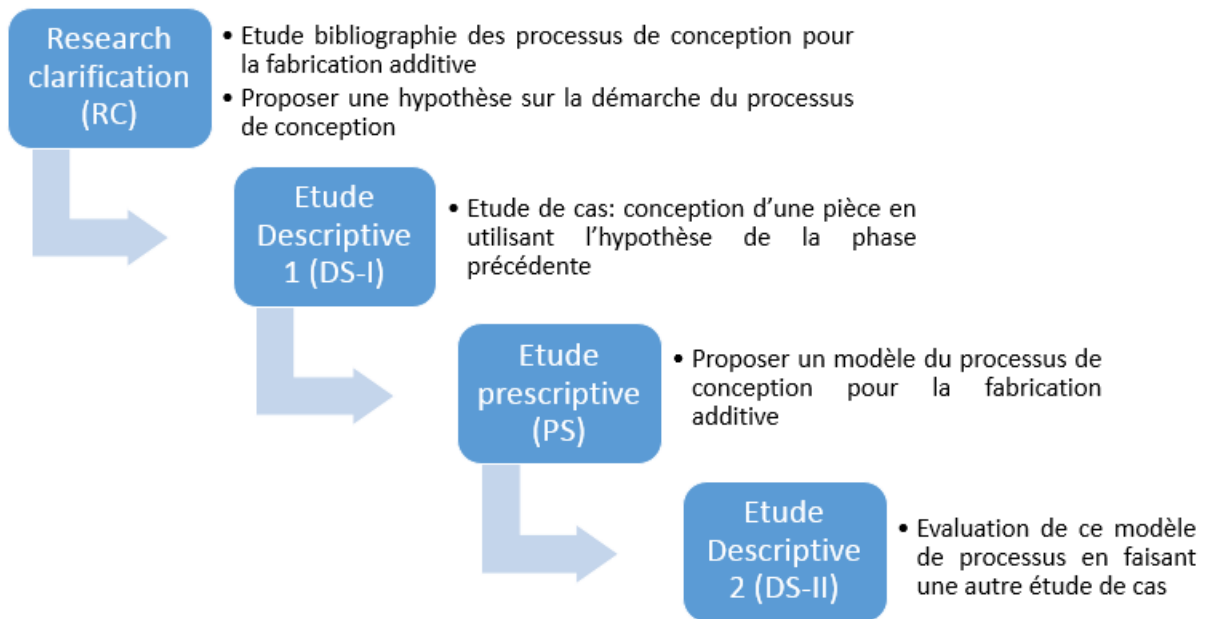 Research
clarification
(RC)
• Etude bibliographie des processus de conception pour
la fabrication additive
• Proposer une hypothèse sur la démarche du processus
de conception
Etude
Descriptive
1 (DS-I)
• Etude de cas: conception d’une pièce en
utilisant l’hypothèse de la phase
précédente
Etude
prescriptive
(PS)
• Proposer un modèle du processus de
conception pour la fabrication
additive
Etude
Descriptive
2 (DS-II)
• Evaluation de ce modèle
de processus en faisant
une autre étude de cas